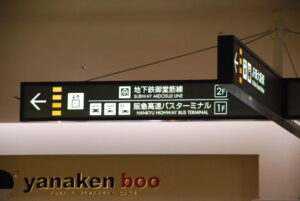 地下鉄御堂筋線
SUBWAY MIDOSUJI LINE
2F
阪急高速バスターミナル
HANKYU HIGHWAY BUS TERMINAL
1F
yanaken boo